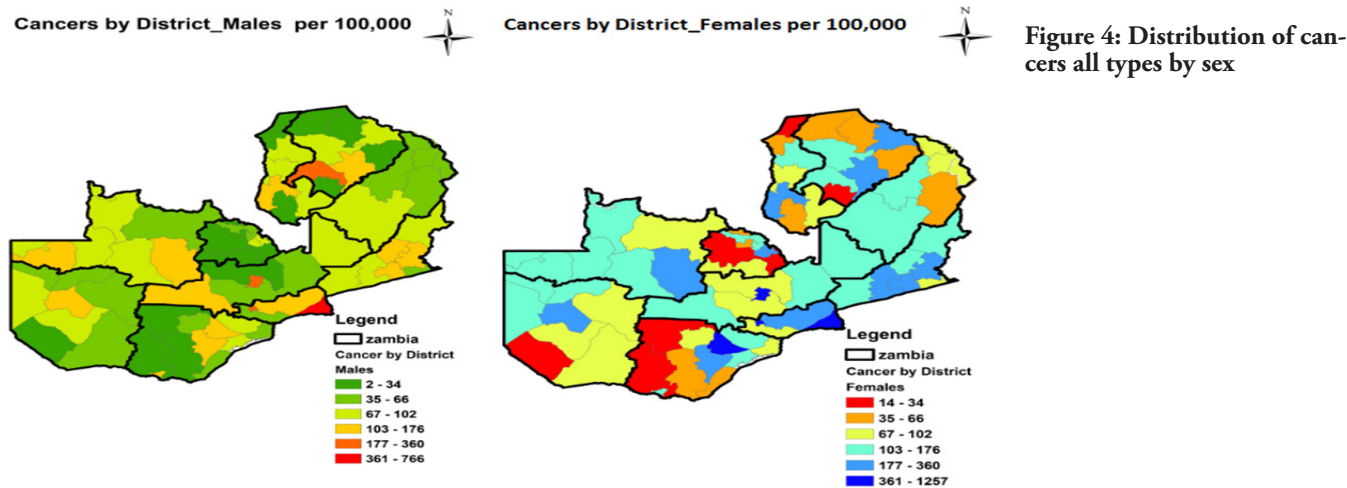 Cancers by District_Males per 100,000
Cancers by District_Females per 100,000
Figure 4: Distribution of can-
cers all types by sex
Legend
zambia
Cancer by District
Males
2 - 34
35 - 66
67 - 102
103 - 176
177 - 360
361 - 766
Legend
zambia
Cancer by District
Females
14 - 34
35 - 66
67 - 102
103 - 176
177 - 360
361 - 1257